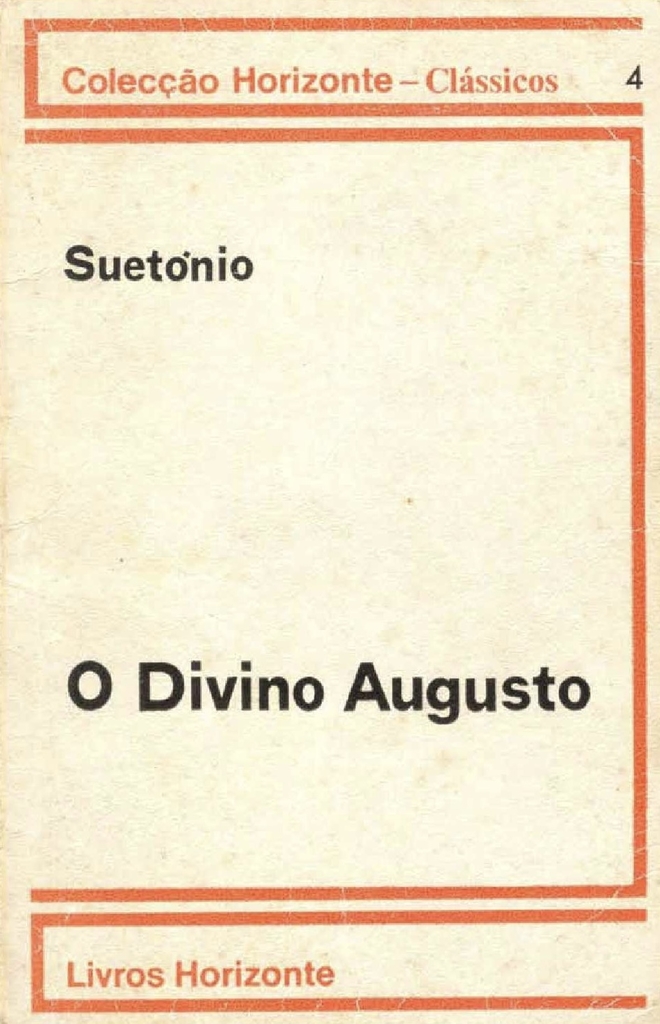 Colecção Horizonte – Clássicos 4
Suetónio
O Divino Augusto
Livros Horizonte